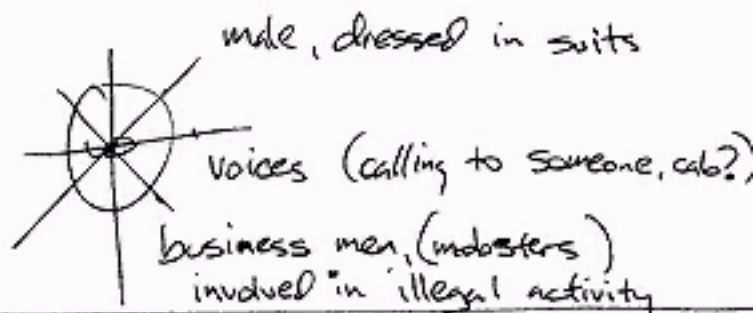 male, dressed in suits
voices (calling to someone, cab?)
business men, (mobsters)
involved in illegal activity